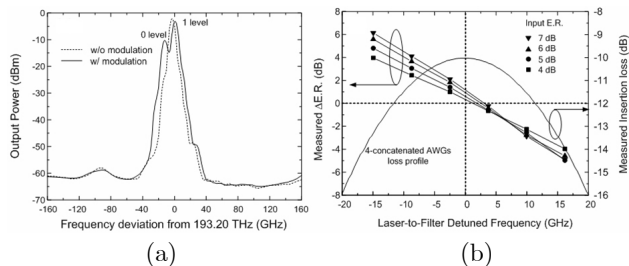 0 level
1 level
w/o modulation
w/ modulation
Output Power (dBm)
0
-10
-20
-30
-40
-50
-60
-70
-160
-120
-80
-40
0
40
80
120
160
Frequency deviation from 193.20 THz (GHz)
(a)
Input E.R.
7 dB
6 dB
5 dB
4 dB
4-concatenated AWGs
loss profile
Measured ΔE.R. (dB)
8
6
4
2
0
-2
-4
-6
-8
Measured Insertion loss (dB)
-8
-9
-10
-11
-12
-13
-14
-15
-16
-20
-15
-10
-5
0
5
10
15
20
Laser-to-Filter Detuned Frequency (GHz)
(b)